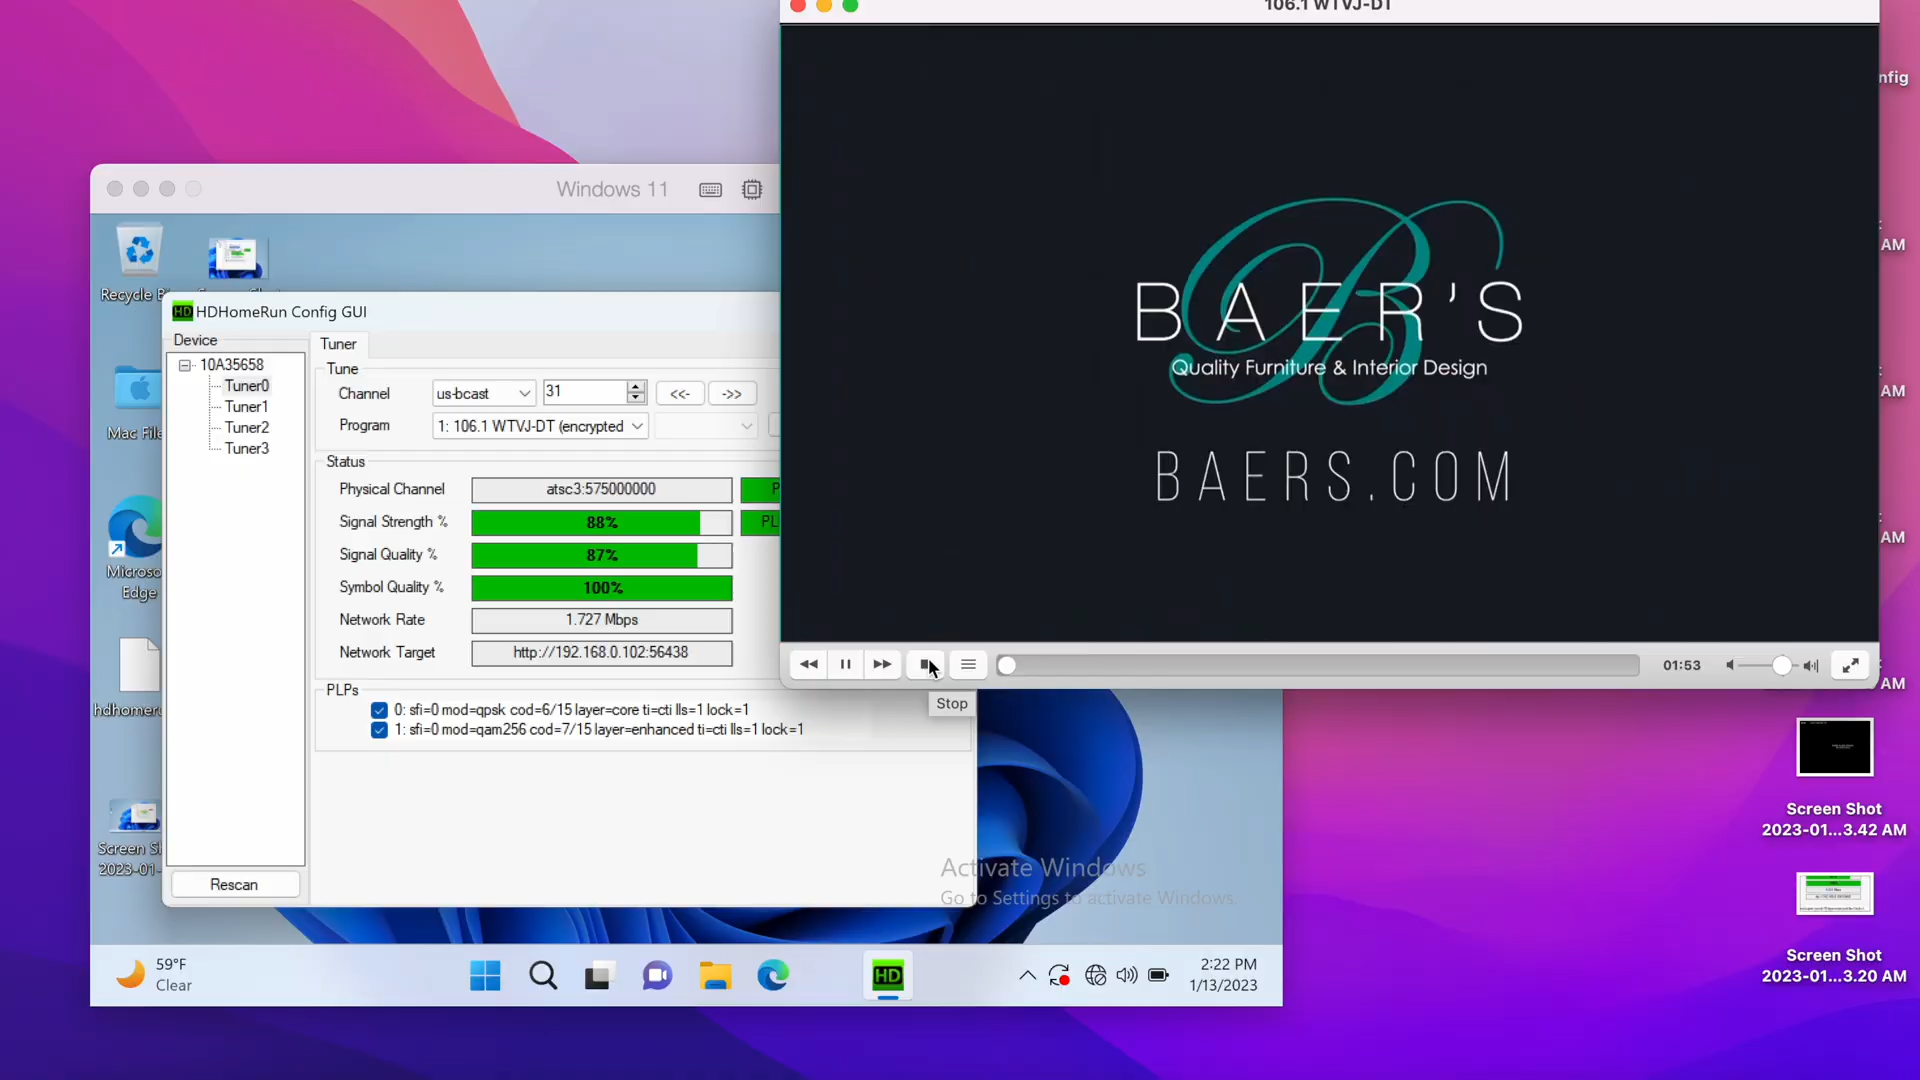 106.1 WTVJ-DT
BAER'S
Quality Furniture & Interior Design
BAERS.COM
01:53
Stop
Windows 11
Recycle
HDHomeRun Config GUI
Device
10A35658
Tuner0
Tuner1
Tuner2
Tuner3
Rescan
Tuner
Tune
Channel
us-bcast
31
<<-
->>
Program
1: 106.1 WTVJ-DT (encrypted
Status
Physical Channel
atsc3:575000000
Signal Strength %
88%
PL
Signal Quality %
87%
Symbol Quality %
100%
Network Rate
1.727 Mbps
Network Target
http://192.168.0.102:56438
PLPs
0: sfi=0 mod=qpsk cod=6/15 layer=core ti=cti lls=1 lock=1
1: sfi=0 mod=qam256 cod=7/15 layer=enhanced ti=cti lls=1 lock=1
Mac File
Microso
Edge
hdhomeru
Screen S
2023-01-
Activate Windows
Go to Settings to activate Windows.
59°F
Clear
HD
2:22 PM
1/13/2023
nfig
AM
AM
AM
AM
Screen Shot
2023-01...3.42 AM
Screen Shot
2023-01...3.20 AM